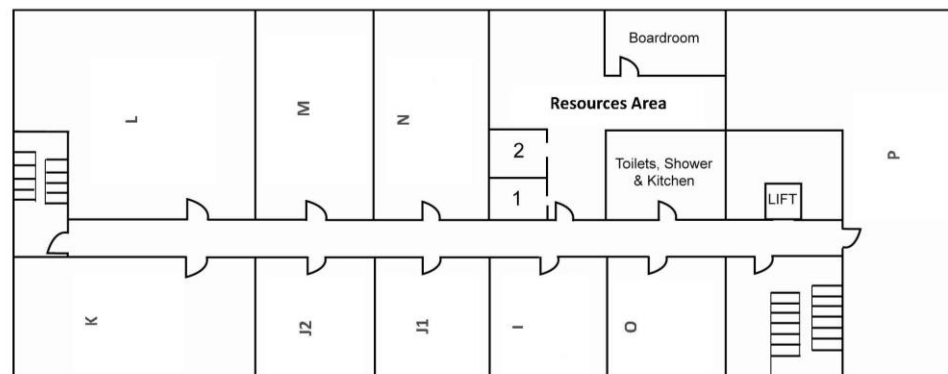 Boardroom
Resources Area
L
M
N
2
1
Toilets, Shower
& Kitchen
LIFT
P
K
J2
J1
I
O